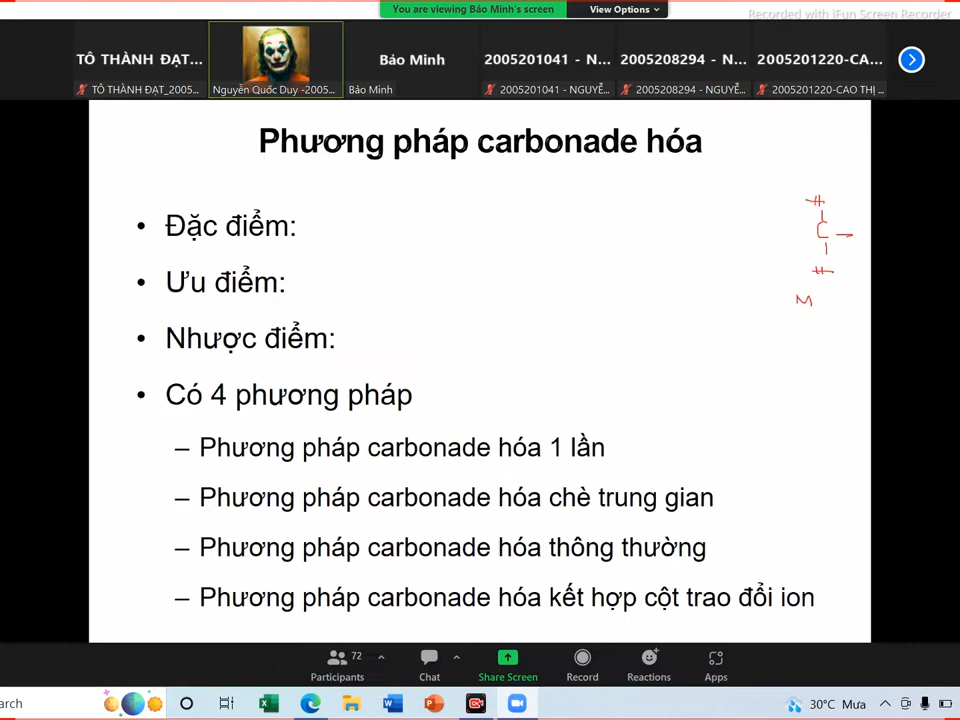 You are viewing Bảo Minh's screen
View Options
Recorded with iFun Screen Recorder
TÔ THÀNH ĐẠT...
Bảo Minh
2005201041 - N...
2005208294 - N...
2005201220-CA...
TÔ THÀNH ĐẠT_2005...
Nguyễn Quốc Duy -2005...
Bảo Minh
2005201041 - NGUYỄ...
2005208294 - NGUYỄ...
2005201220-CAO THỊ ...
Phương pháp carbonade hóa
• Đặc điểm:
• Ưu điểm:
• Nhược điểm:
• Có 4 phương pháp
– Phương pháp carbonade hóa 1 lần
– Phương pháp carbonade hóa chè trung gian
– Phương pháp carbonade hóa thông thường
– Phương pháp carbonade hóa kết hợp cột trao đổi ion
72
Participants
Chat
Share Screen
Record
Reactions
Apps
arch
30°C Mưa